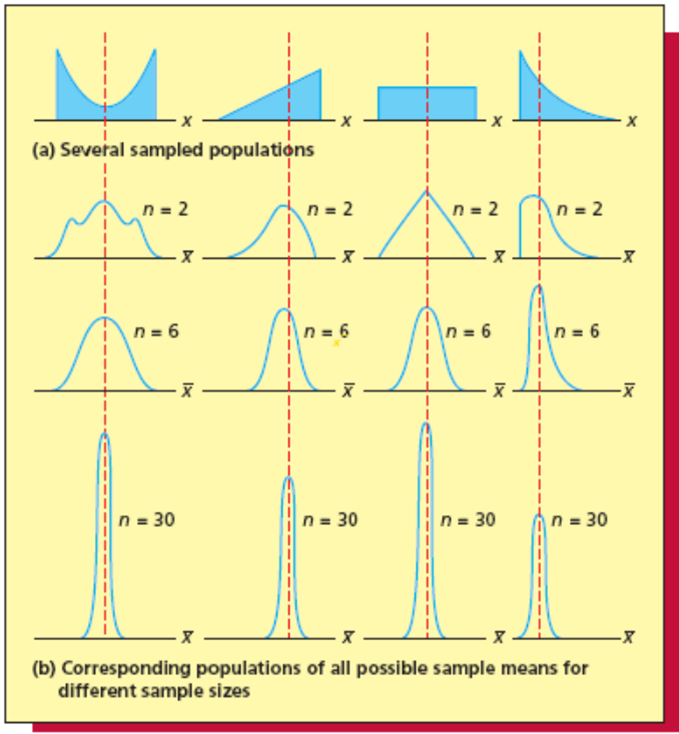 x x x x
(a) Several sampled populations
n = 2 n = 2 n = 2 n = 2
x̅ x̅ x̅ x̅
n = 6 n = 6 n = 6 n = 6
x
x̅ x̅ x̅ x̅
n = 30 n = 30 n = 30 n = 30
x̅ x̅ x̅ x̅
(b) Corresponding populations of all possible sample means for
different sample sizes